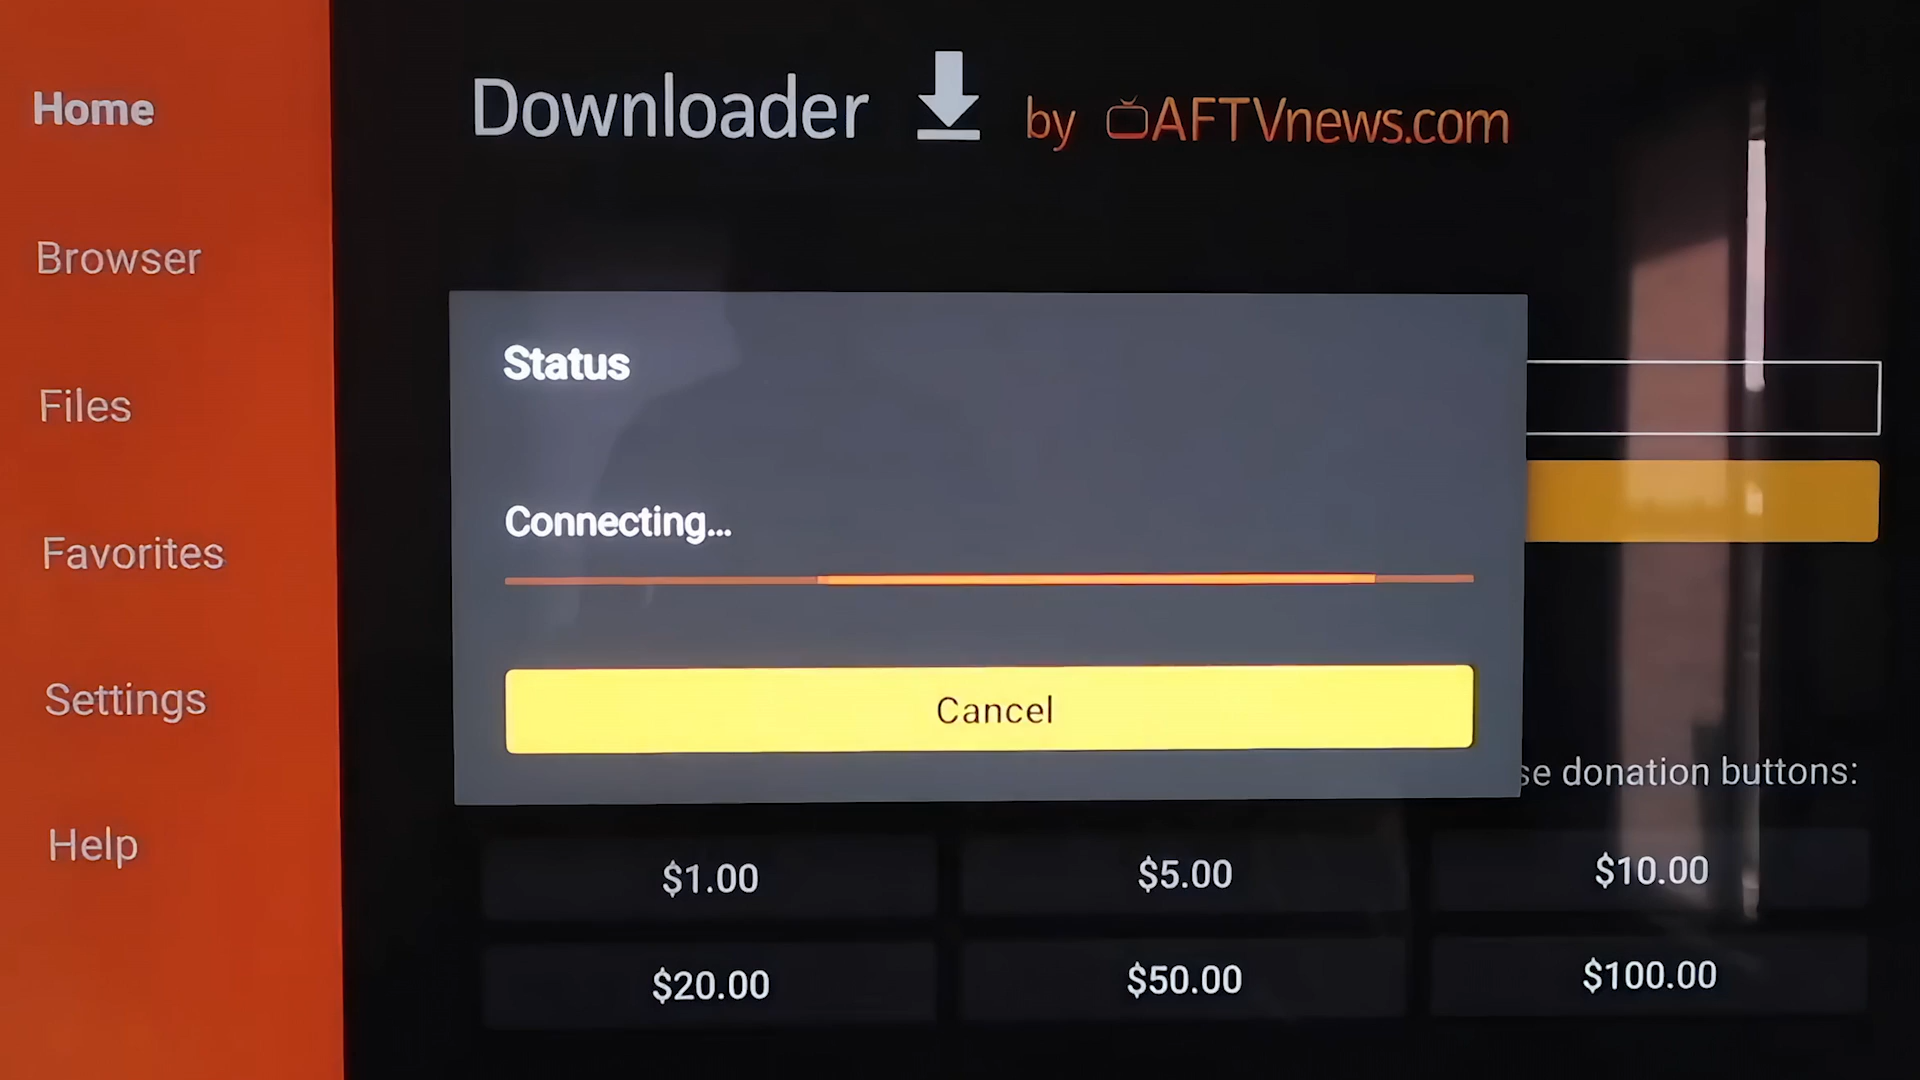 Home
Browser
Files
Favorites
Settings
Help
Downloader by AFTVnews.com
Status
Connecting...
Cancel
donation buttons:
$1.00 $5.00 $10.00
$20.00 $50.00 $100.00